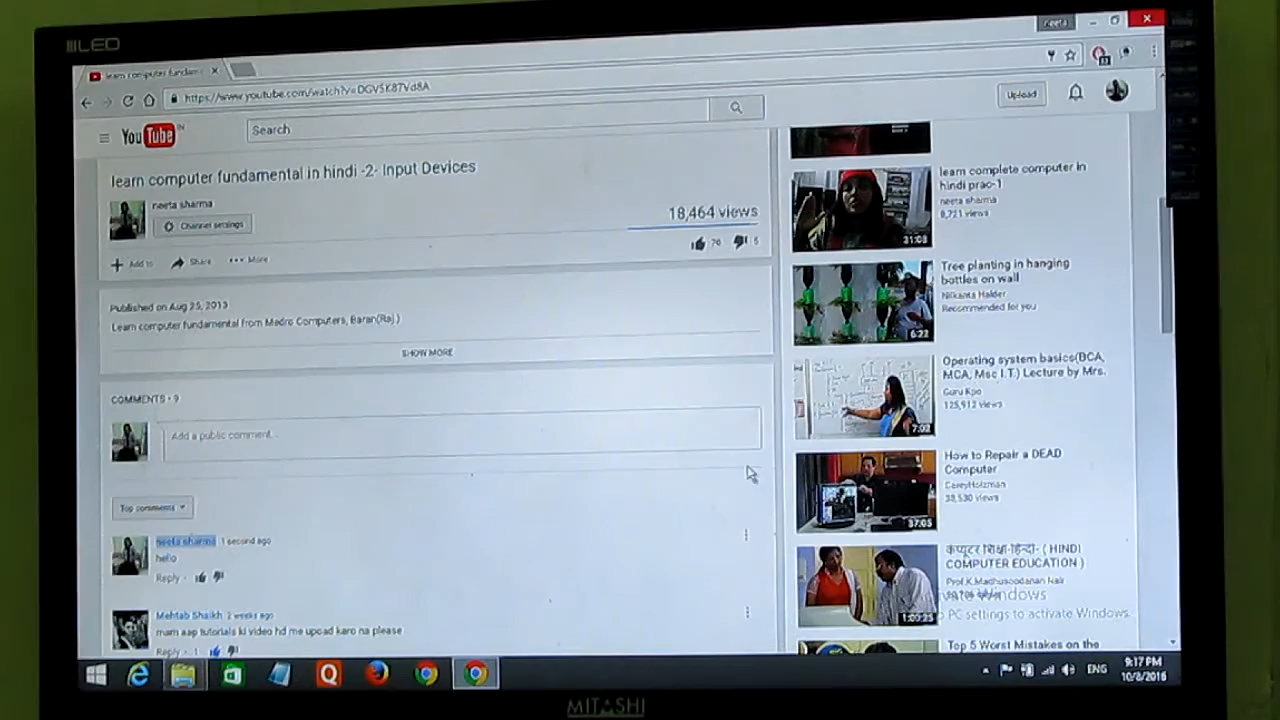 LED
neeta
learn computer fundam
https://www.youtube.com/watch?v=DGV5K87Vd8A
YouTube IN
Search
Upload
learn computer fundamental in hindi -2- Input Devices
neeta sharma
Channel settings
18,464 views
Add to
Share
More
76
5
Published on Aug 25, 2013
Learn computer fundamental from Medro Computers, Baran(Raj.)
SHOW MORE
COMMENTS • 9
Add a public comment...
Top comments
neeta sharma 1 second ago
hello
Reply
Mehtab Shaikh 2 weeks ago
mam aap tutorials ki video hd me upoad karo na please
Reply 1
learn complete computer in
hindi prac-1
neeta sharma
8,721 views
31:08
Tree planting in hanging
bottles on wall
Nilkanta Halder
Recommended for you
6:22
Operating system basics(BCA,
MCA, Msc I.T.) Lecture by Mrs.
Guru Kpo
125,912 views
7:02
How to Repair a DEAD
Computer
CareyHolzman
38,530 views
37:05
कंप्यूटर शिक्षा-हिन्दी- ( HINDI
COMPUTER EDUCATION )
Prof.K.Madhusoodanan Nair
Windows
PC settings to activate Windows.
Top 5 Worst Mistakes on the
ENG
9:17 PM
10/8/2016
MITASHI